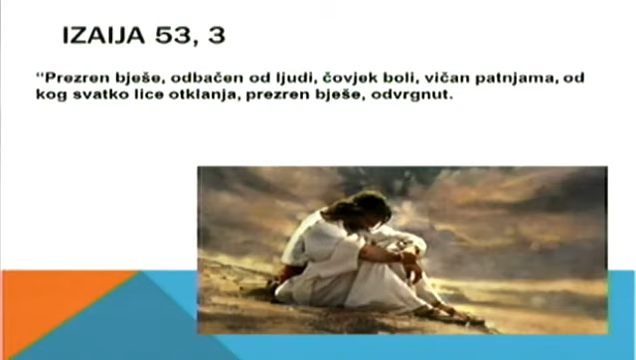 IZAIJA 53, 3
“Prezren bješe, odbačen od ljudi, čovjek boli, vičan patnjama, od
kog svatko lice otklanja, prezren bješe, odvrgnut.